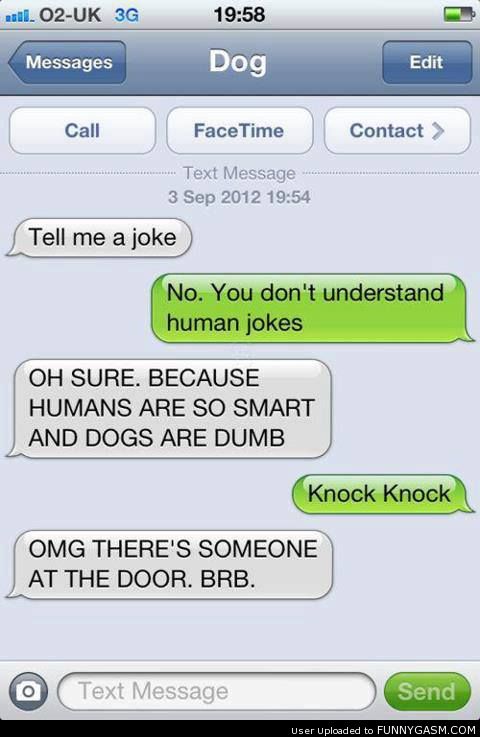 O2-UK 3G 19:58
Messages Dog Edit
Call FaceTime Contact
Text Message
3 Sep 2012 19:54
Tell me a joke
No. You don't understand
human jokes
OH SURE. BECAUSE
HUMANS ARE SO SMART
AND DOGS ARE DUMB
Knock Knock
OMG THERE'S SOMEONE
AT THE DOOR. BRB.
Text Message Send
User Uploaded to FUNNYGASM.COM